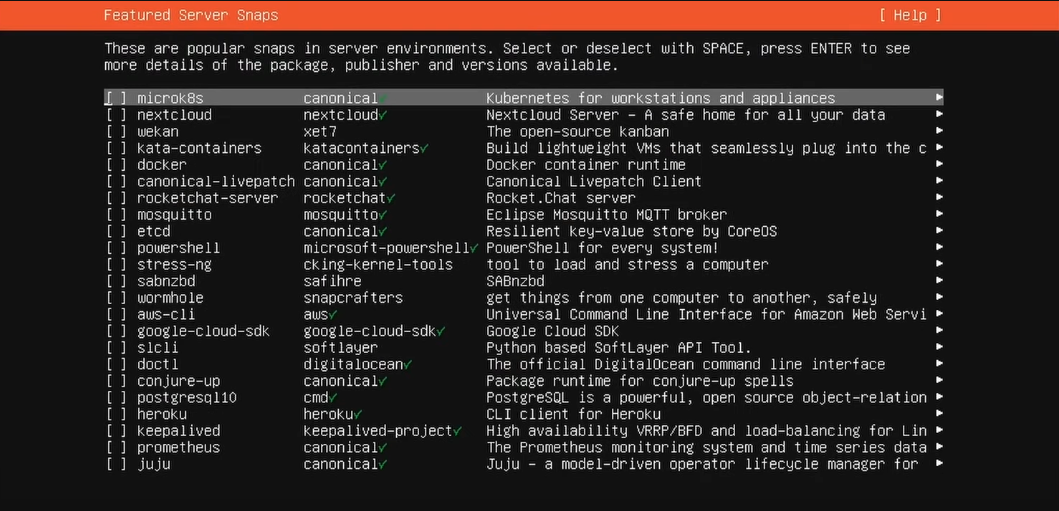 Featured Server Snaps [ Help ]
These are popular snaps in server environments. Select or deselect with SPACE, press ENTER to see
more details of the package, publisher and versions available.
[ ] microk8s canonical✓ Kubernetes for workstations and appliances ►
[ ] nextcloud nextcloud✓ Nextcloud Server – A safe home for all your data ►
[ ] wekan xet7 The open-source kanban ►
[ ] kata-containers katacontainers✓ Build lightweight VMs that seamlessly plug into the c ►
[ ] docker canonical✓ Docker container runtime ►
[ ] canonical-livepatch canonical✓ Canonical Livepatch Client ►
[ ] rocketchat-server rocketchat✓ Rocket.Chat server ►
[ ] mosquitto mosquitto✓ Eclipse Mosquitto MQTT broker ►
[ ] etcd canonical✓ Resilient key-value store by CoreOS ►
[ ] powershell microsoft-powershell✓ PowerShell for every system! ►
[ ] stress-ng cking-kernel-tools tool to load and stress a computer ►
[ ] sabnzbd safihre SABnzbd ►
[ ] wormhole snapcrafters get things from one computer to another, safely ►
[ ] aws-cli aws✓ Universal Command Line Interface for Amazon Web Servi ►
[ ] google-cloud-sdk google-cloud-sdk✓ Google Cloud SDK ►
[ ] slcli softlayer Python based SoftLayer API Tool. ►
[ ] doctl digitalocean✓ The official DigitalOcean command line interface ►
[ ] conjure-up canonical✓ Package runtime for conjure-up spells ►
[ ] postgresql10 cmd✓ PostgreSQL is a powerful, open source object-relation ►
[ ] heroku heroku✓ CLI client for Heroku ►
[ ] keepalived keepalived-project✓ High availability VRRP/BFD and load-balancing for Lin ►
[ ] prometheus canonical✓ The Prometheus monitoring system and time series data ►
[ ] juju canonical✓ Juju – a model-driven operator lifecycle manager for ►